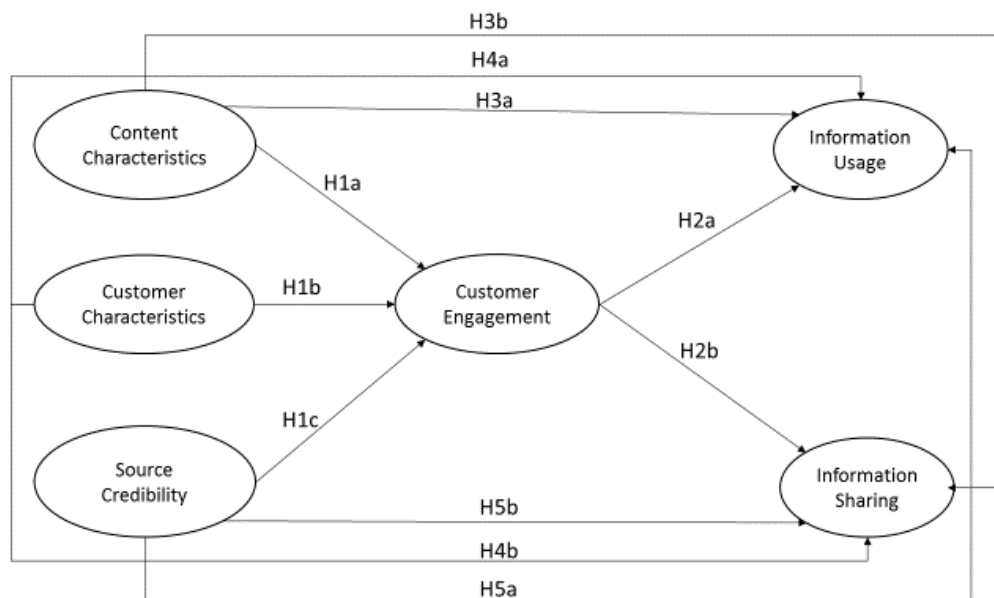 H3b
H4a
H3a
Content
Characteristics
Information
Usage
H1a
H2a
Customer
Characteristics
H1b
Customer
Engagement
H2b
H1c
Source
Credibility
Information
Sharing
H5b
H4b
H5a